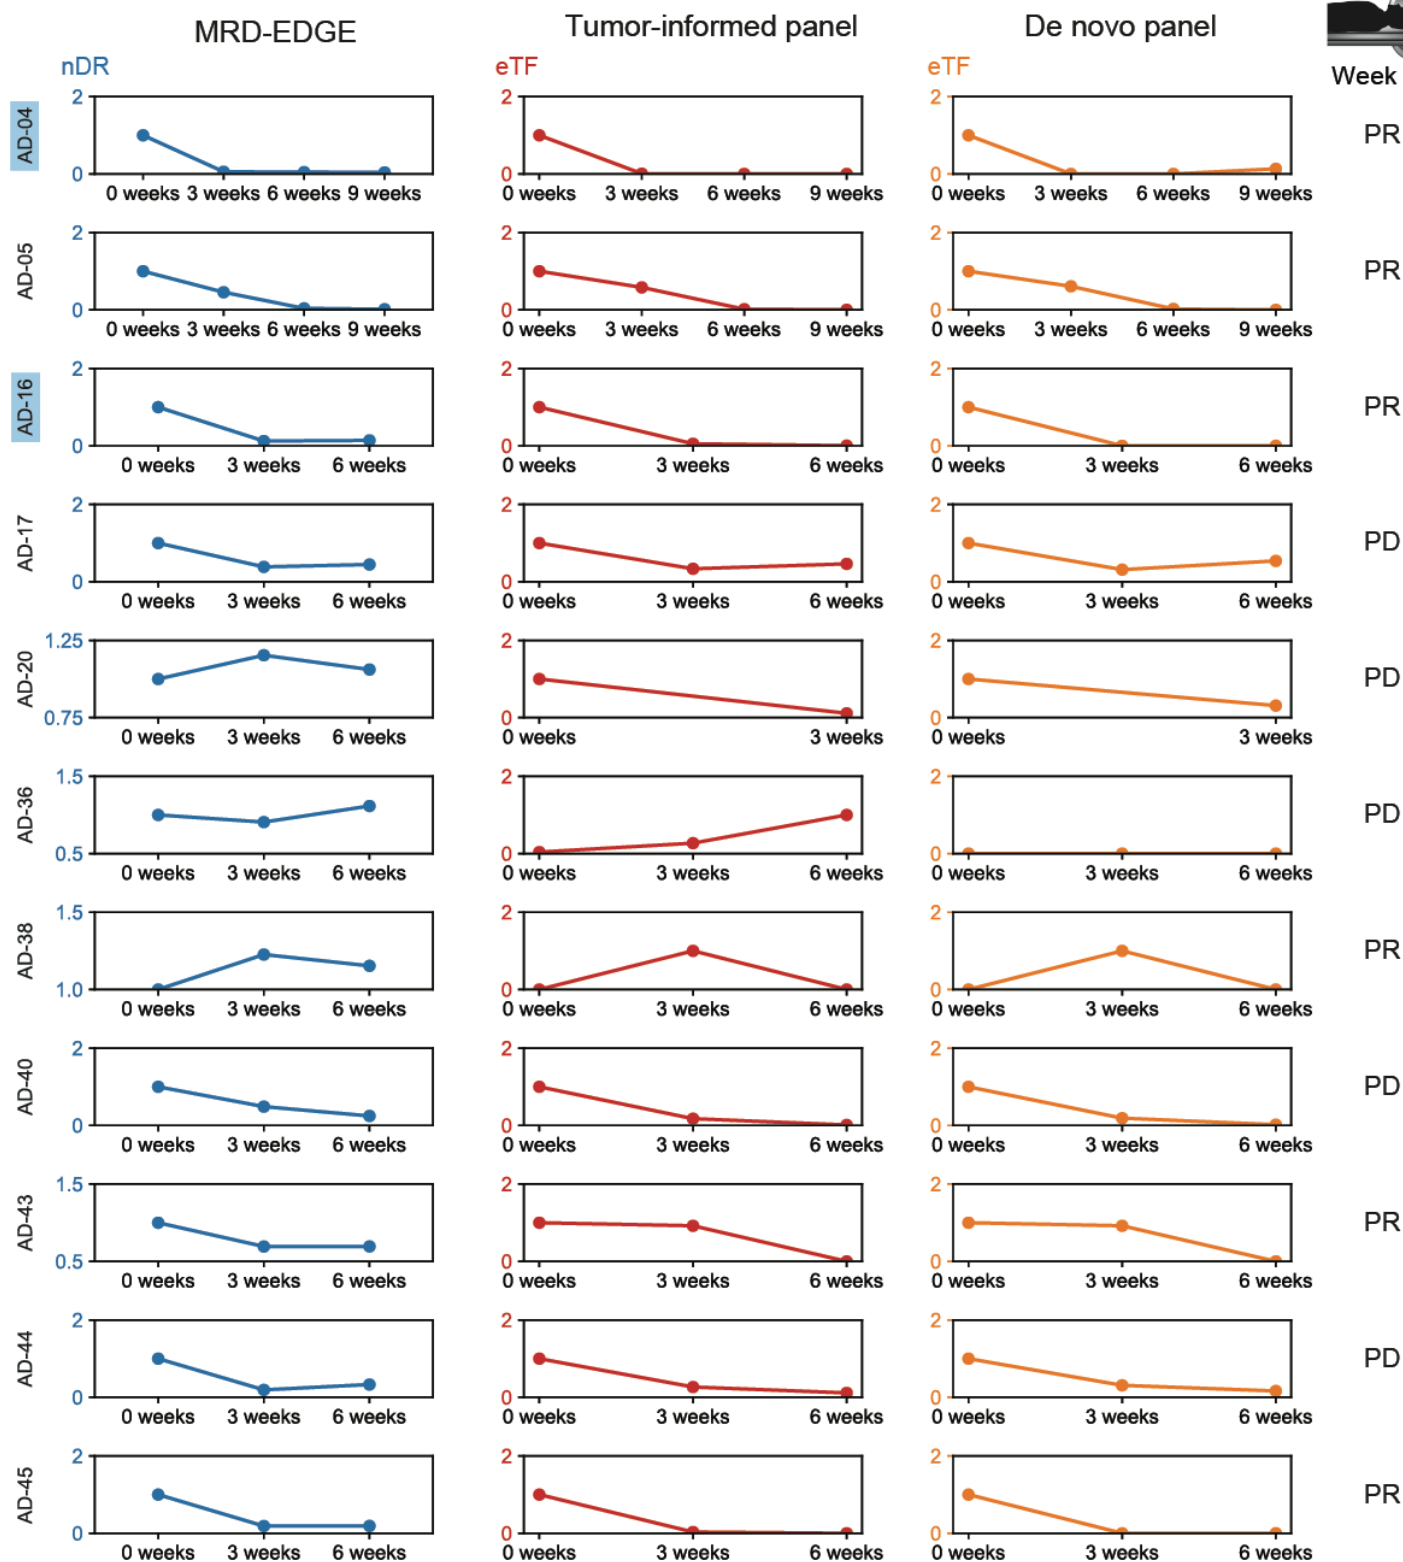 MRD-EDGE Tumor-informed panel De novo panel
nDR eTF eTF Week
AD-04 2 0 0 weeks 3 weeks 6 weeks 9 weeks 2 0 0 weeks 3 weeks 6 weeks 9 weeks 2 0 0 weeks 3 weeks 6 weeks 9 weeks PR
AD-05 2 0 0 weeks 3 weeks 6 weeks 9 weeks 2 0 0 weeks 3 weeks 6 weeks 9 weeks 2 0 0 weeks 3 weeks 6 weeks 9 weeks PR
AD-16 2 0 0 weeks 3 weeks 6 weeks 2 0 0 weeks 3 weeks 6 weeks 2 0 0 weeks 3 weeks 6 weeks PR
AD-17 2 0 0 weeks 3 weeks 6 weeks 2 0 0 weeks 3 weeks 6 weeks 2 0 0 weeks 3 weeks 6 weeks PD
AD-20 1.25 0.75 0 weeks 3 weeks 6 weeks 2 0 0 weeks 3 weeks 2 0 0 weeks 3 weeks PD
AD-36 1.5 0.5 0 weeks 3 weeks 6 weeks 2 0 0 weeks 3 weeks 6 weeks 2 0 0 weeks 3 weeks 6 weeks PD
AD-38 1.5 1.0 0 weeks 3 weeks 6 weeks 2 0 0 weeks 3 weeks 6 weeks 2 0 0 weeks 3 weeks 6 weeks PR
AD-40 2 0 0 weeks 3 weeks 6 weeks 2 0 0 weeks 3 weeks 6 weeks 2 0 0 weeks 3 weeks 6 weeks PD
AD-43 1.5 0.5 0 weeks 3 weeks 6 weeks 2 0 0 weeks 3 weeks 6 weeks 2 0 0 weeks 3 weeks 6 weeks PR
AD-44 2 0 0 weeks 3 weeks 6 weeks 2 0 0 weeks 3 weeks 6 weeks 2 0 0 weeks 3 weeks 6 weeks PD
AD-45 2 0 0 weeks 3 weeks 6 weeks 2 0 0 weeks 3 weeks 6 weeks 2 0 0 weeks 3 weeks 6 weeks PR